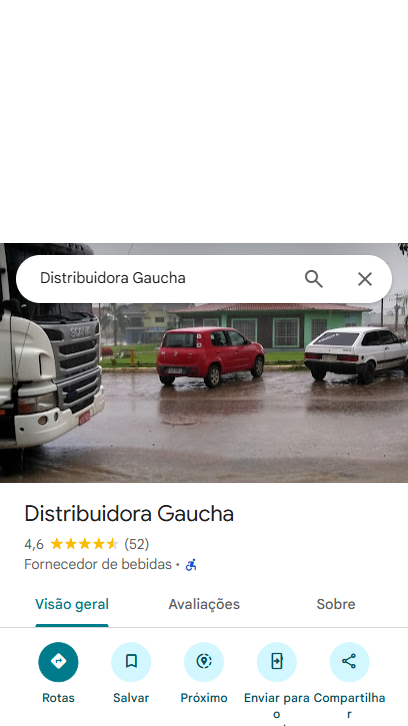 Distribuidora Gaucha
SCANIA
Distribuidora Gaucha
4,6 (52)
Fornecedor de bebidas ·
Visão geral
Avaliações
Sobre
Rotas
Salvar
Próximo
Enviar para
o
Compartilha
r